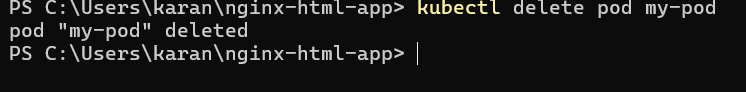 PS C:\Users\karan\nginx-html-app> kubectl delete pod my-pod
pod "my-pod" deleted
PS C:\Users\karan\nginx-html-app>